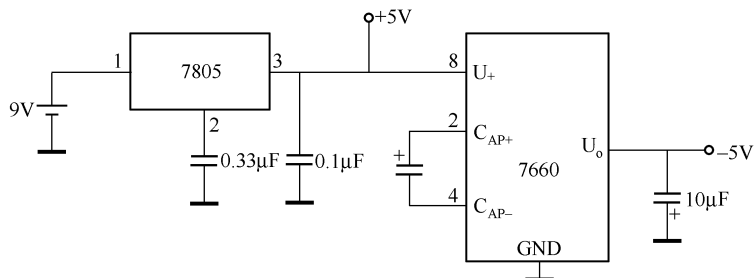 +5V
1
7805
3
8
U+
9V
2
0.33μF
0.1μF
+
2
CAP+
4
CAP−
7660
Uo
−5V
10μF
+
GND